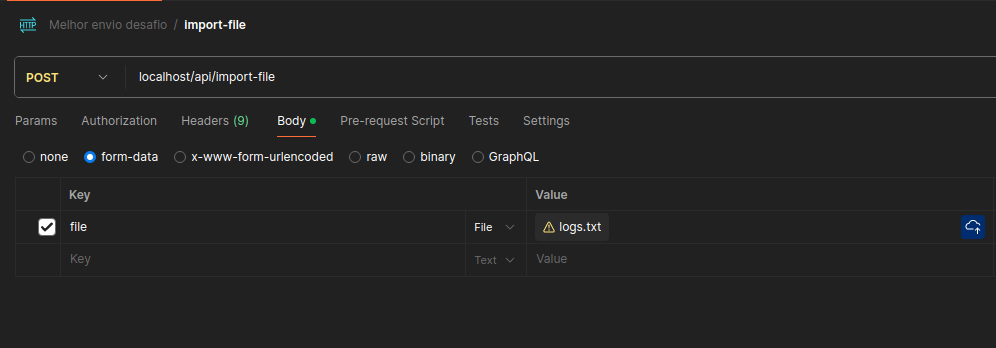 HTTP Melhor envio desafio / import-file
POST localhost/api/import-file
Params Authorization Headers (9) Body Pre-request Script Tests Settings
none form-data x-www-form-urlencoded raw binary GraphQL
Key Value
file File logs.txt
Key Text Value